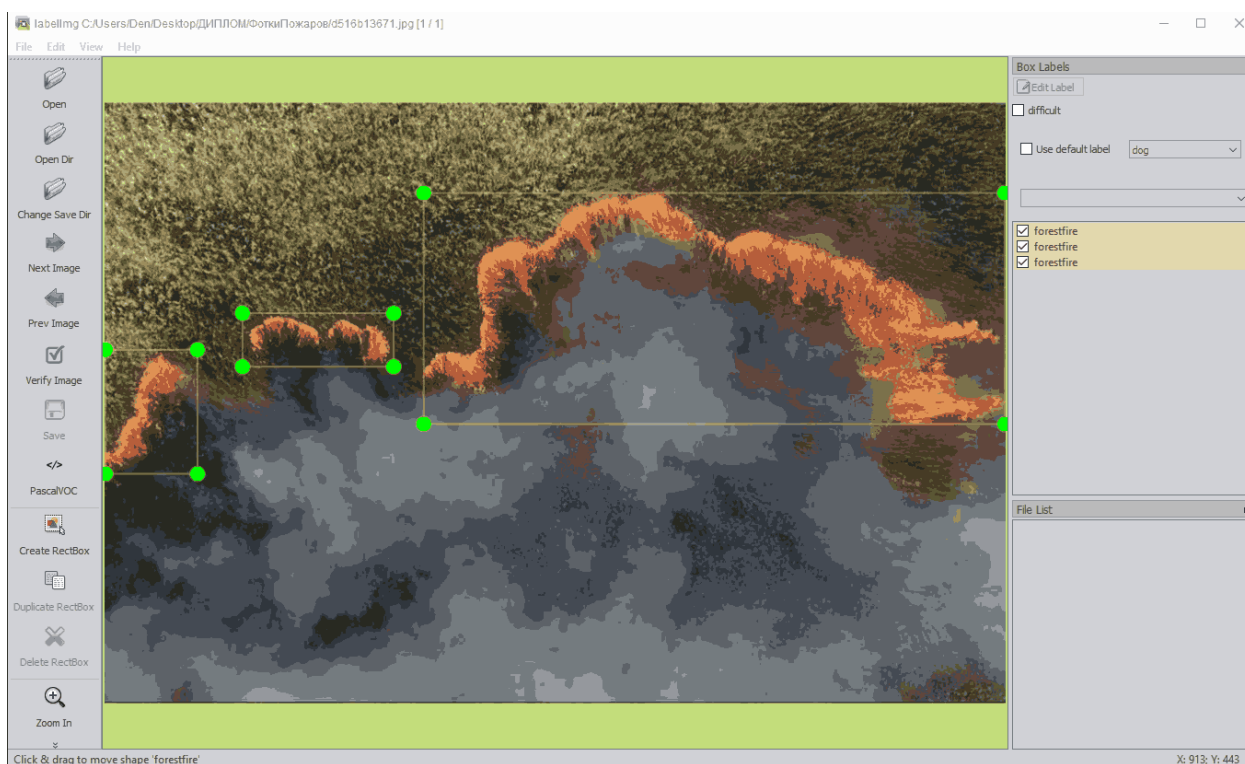 labelImg C:/Users/Den/Desktop/ДИПЛОМ/ФоткиПожаров/d516b13671.jpg [1 / 1]
File Edit View Help
Open
Open Dir
Change Save Dir
Next Image
Prev Image
Verify Image
Save
</>
PascalVOC
Create RectBox
Duplicate RectBox
Delete RectBox
Zoom In
Box Labels
Edit Label
difficult
Use default label dog
forestfire
forestfire
forestfire
File List
Click & drag to move shape 'forestfire'
X: 913; Y: 443